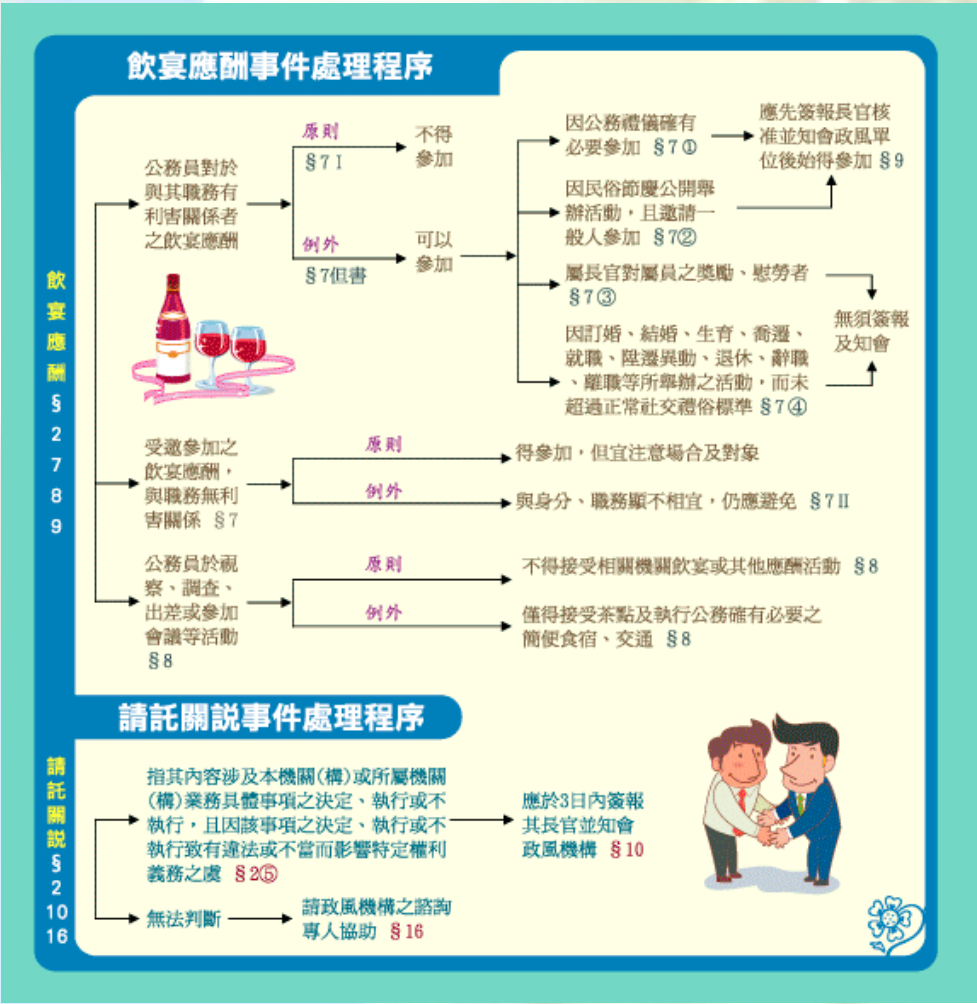 飲宴應酬事件處理程序
飲
宴
應
酬
§
2
7
8
9
公務員對於
與其職務有
利害關係者
之飲宴應酬
原則
§7 I
不得
參加
例外
§7但書
可以
參加
因公務禮儀確有
必要參加 §7①
應先簽報長官核
准並知會政風單
位後始得參加 §9
因民俗節慶公開舉
辦活動,且邀請一
般人參加 §7②
屬長官對屬員之獎勵、慰勞者
§7③
因訂婚、結婚、生育、喬遷、
就職、陞遷異動、退休、辭職
、離職等所舉辦之活動,而未
超過正常社交禮俗標準 §7④
無須簽報
及知會
受邀參加之
飲宴應酬,
與職務無利
害關係 §7
原則
得參加,但宜注意場合及對象
例外
與身分、職務顯不相宜,仍應避免 §7 II
公務員於視
察、調查、
出差或參加
會議等活動
§8
原則
不得接受相關機關飲宴或其他應酬活動 §8
例外
僅得接受茶點及執行公務確有必要之
簡便食宿、交通 §8
請託關說事件處理程序
請
託
關
說
§
2
10
16
指其內容涉及本機關(構)或所屬機關
(構)業務具體事項之決定、執行或不
執行,且因該事項之決定、執行或不
執行致有違法或不當而影響特定權利
義務之虞 §2⑤
應於3日內簽報
其長官並知會
政風機構 §10
無法判斷
請政風機構之諮詢
專人協助 §16